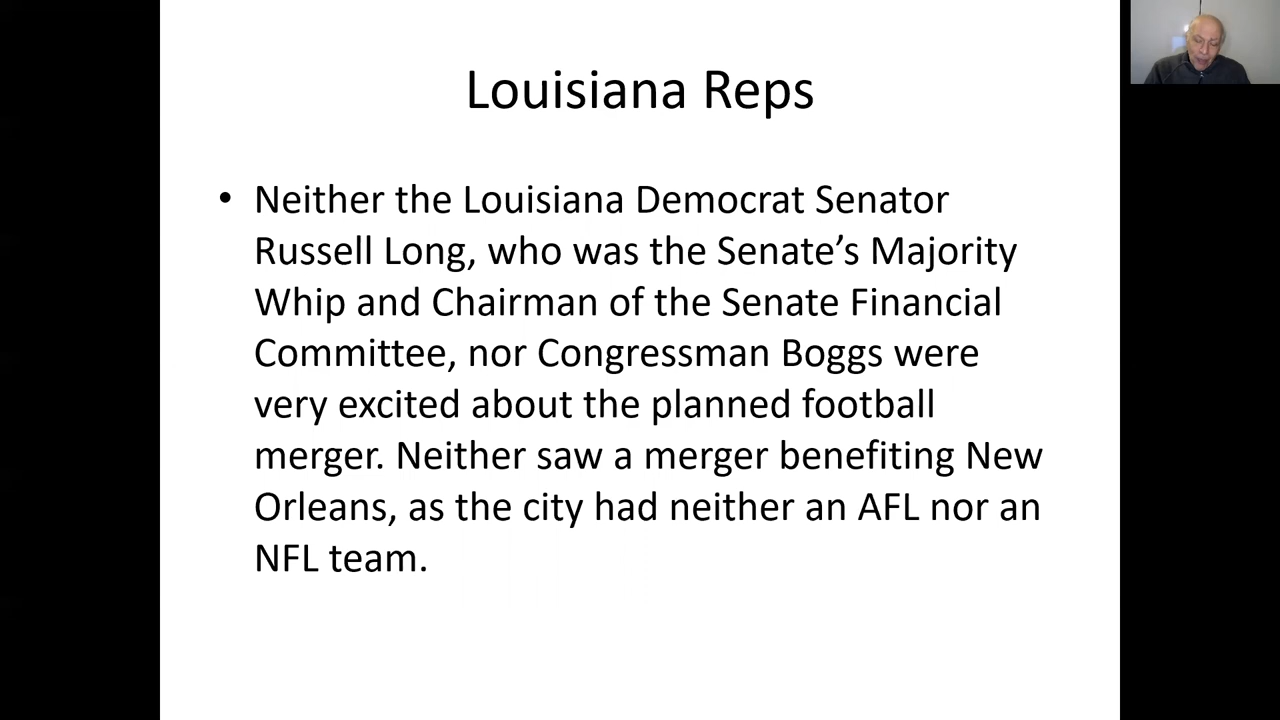 Louisiana Reps
• Neither the Louisiana Democrat Senator
Russell Long, who was the Senate’s Majority
Whip and Chairman of the Senate Financial
Committee, nor Congressman Boggs were
very excited about the planned football
merger. Neither saw a merger benefiting New
Orleans, as the city had neither an AFL nor an
NFL team.